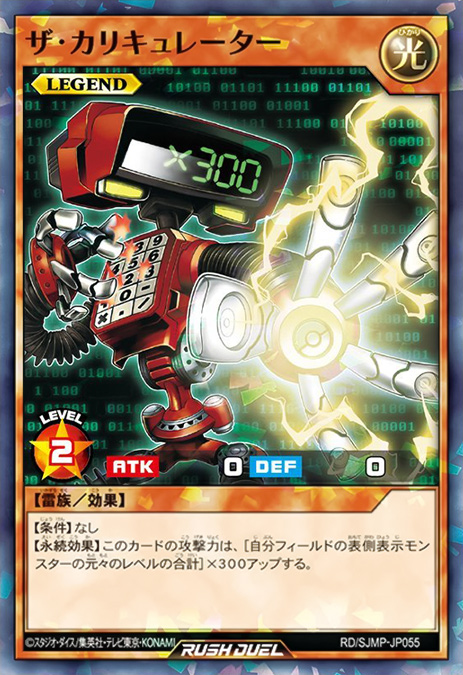 ザ・カリキュレーター
ひかり
光
LEGEND
×300
LEVEL
2
ATK 0 DEF 0
【雷族/効果】
【条件】なし
【永続効果】このカードの攻撃力は、[自分フィールドの表側表示モン
スターの元々のレベルの合計]×300アップする。
©スタジオ・ダイス/集英社・テレビ東京・KONAMI
RUSH DUEL
RD/SJMP-JP055